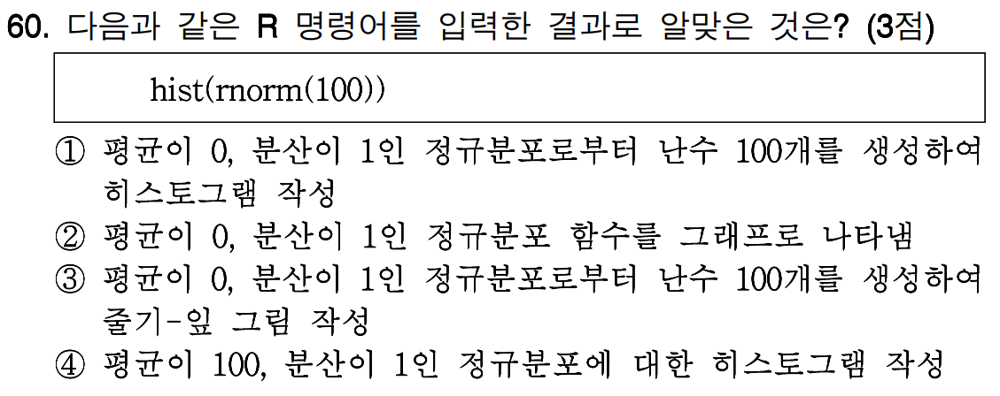 60. 다음과 같은 R 명령어를 입력한 결과로 알맞은 것은? (3점)
hist(rnorm(100))
① 평균이 0, 분산이 1인 정규분포로부터 난수 100개를 생성하여
히스토그램 작성
② 평균이 0, 분산이 1인 정규분포 함수를 그래프로 나타냄
③ 평균이 0, 분산이 1인 정규분포로부터 난수 100개를 생성하여
줄기-잎 그림 작성
④ 평균이 100, 분산이 1인 정규분포에 대한 히스토그램 작성